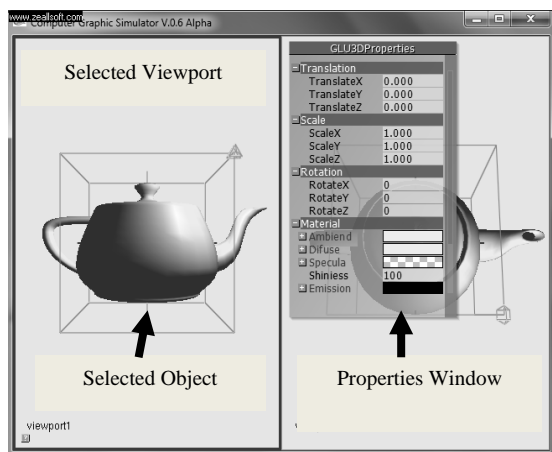 www.zeallsoft.com
Computer Graphic Simulator V.0.6 Alpha
Selected Viewport
GLU3DProperties
Translation
TranslateX 0.000
TranslateY 0.000
TranslateZ 0.000
Scale
ScaleX 1.000
ScaleY 1.000
ScaleZ 1.000
Rotation
RotateX 0
RotateY 0
RotateZ 0
Material
Ambiend
Difuse
Specula
Shiniess 100
Emission
Selected Object
Properties Window
viewport1